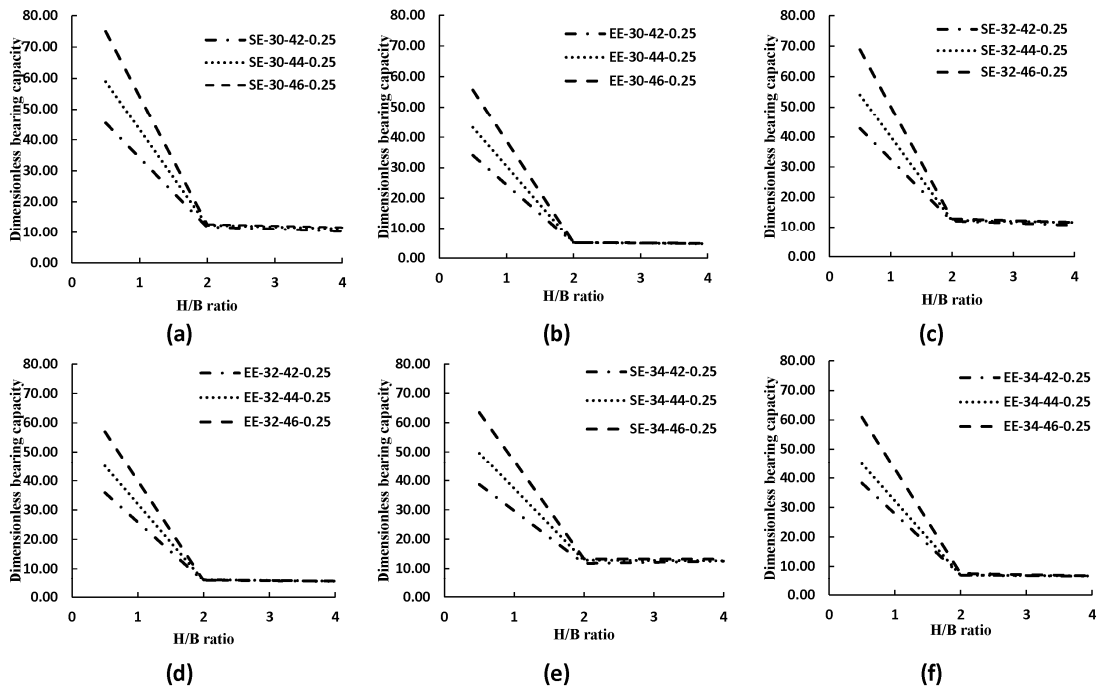 Dimensionless bearing capacity
80.00
70.00
60.00
50.00
40.00
30.00
20.00
10.00
0.00
SE-30-42-0.25
SE-30-44-0.25
SE-30-46-0.25
0 1 2 3 4
H/B ratio
(a)
Dimensionless bearing capacity
80.00
70.00
60.00
50.00
40.00
30.00
20.00
10.00
0.00
EE-30-42-0.25
EE-30-44-0.25
EE-30-46-0.25
0 1 2 3 4
H/B ratio
(b)
Dimensionless bearing capacity
80.00
70.00
60.00
50.00
40.00
30.00
20.00
10.00
0.00
SE-32-42-0.25
SE-32-44-0.25
SE-32-46-0.25
0 1 2 3 4
H/B ratio
(c)
Dimensionless bearing capacity
80.00
70.00
60.00
50.00
40.00
30.00
20.00
10.00
0.00
EE-32-42-0.25
EE-32-44-0.25
EE-32-46-0.25
0 1 2 3 4
H/B ratio
(d)
Dimensionless bearing capacity
80.00
70.00
60.00
50.00
40.00
30.00
20.00
10.00
0.00
SE-34-42-0.25
SE-34-44-0.25
SE-34-46-0.25
0 1 2 3 4
H/B ratio
(e)
Dimensionless bearing capacity
80.00
70.00
60.00
50.00
40.00
30.00
20.00
10.00
0.00
EE-34-42-0.25
EE-34-44-0.25
EE-34-46-0.25
0 1 2 3 4
H/B ratio
(f)